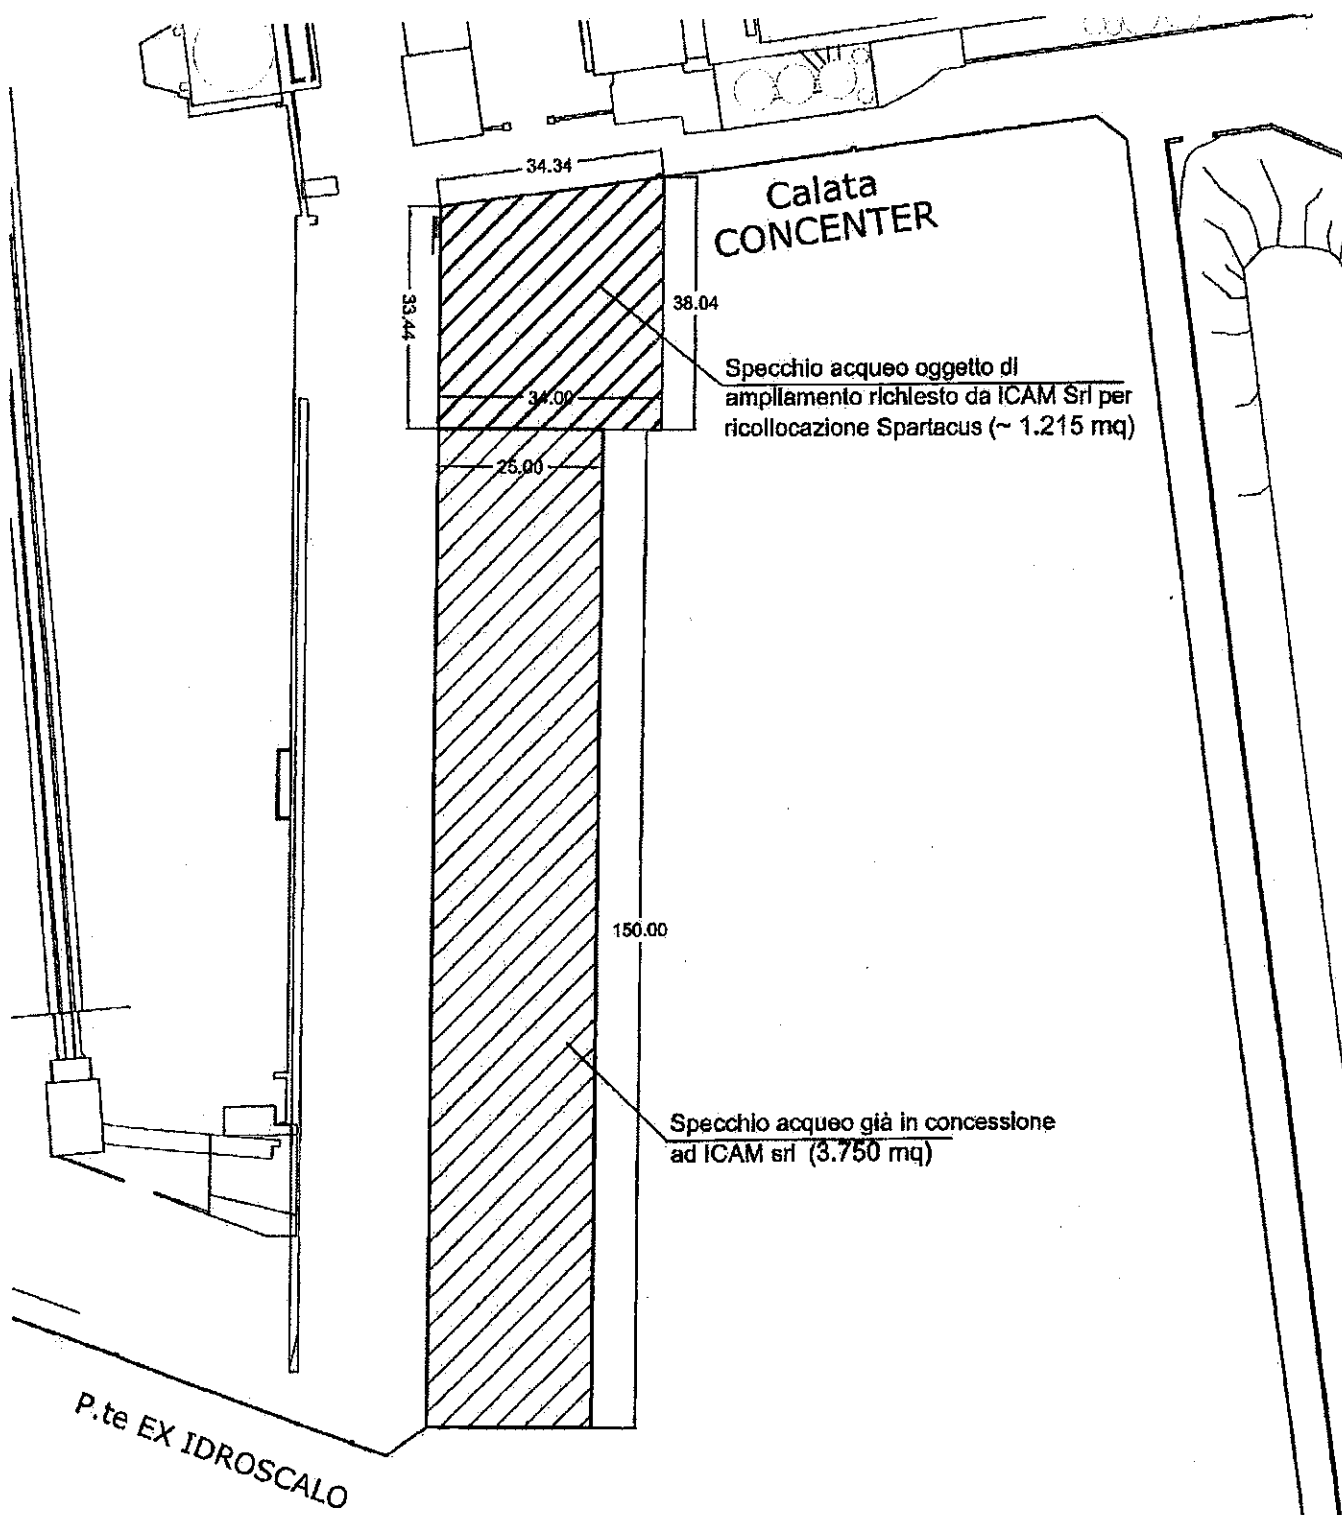 34.34
Calata
CONCENTER
33.44
38.04
Specchio acqueo oggetto di
ampliamento richiesto da ICAM Srl per
ricollocazione Spartacus (~ 1.215 mq)
34.00
25.00
150.00
Specchio acqueo già in concessione
ad ICAM srl (3.750 mq)
P.te EX IDROSCALO